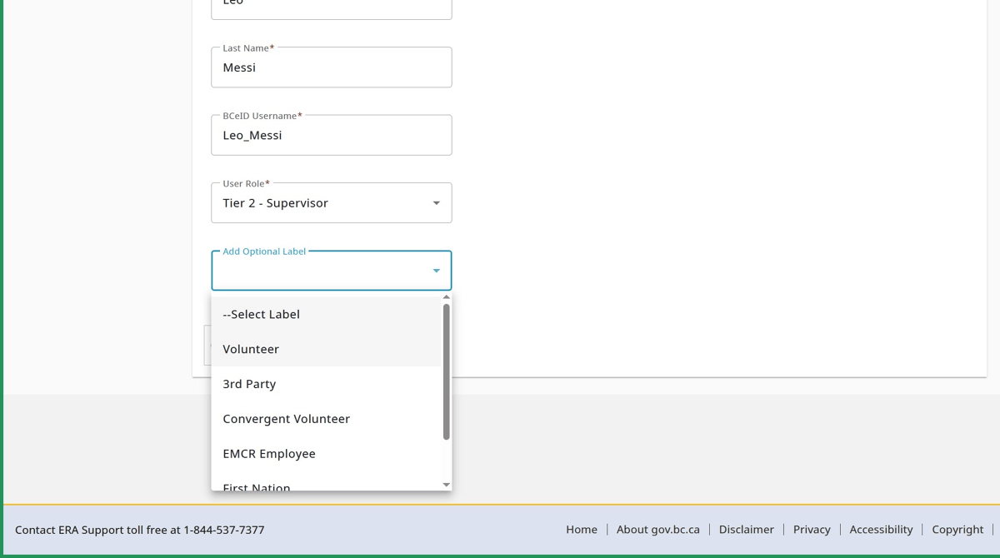 Leo
Last Name*
Messi
BCeID Username*
Leo_Messi
User Role*
Tier 2 - Supervisor
Add Optional Label
--Select Label
Volunteer
3rd Party
Convergent Volunteer
EMCR Employee
First Nation
Contact ERA Support toll free at 1-844-537-7377
Home | About gov.bc.ca | Disclaimer | Privacy | Accessibility | Copyright |